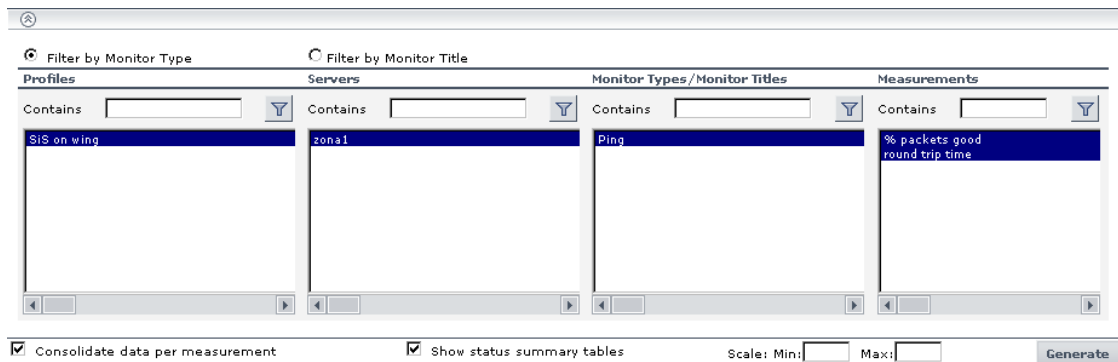 Filter by Monitor Type Filter by Monitor Title
Profiles Servers Monitor Types/Monitor Titles Measurements
Contains Contains Contains Contains
SiS on wing zona1 Ping % packets good
round trip time
Consolidate data per measurement Show status summary tables Scale: Min: Max: Generate